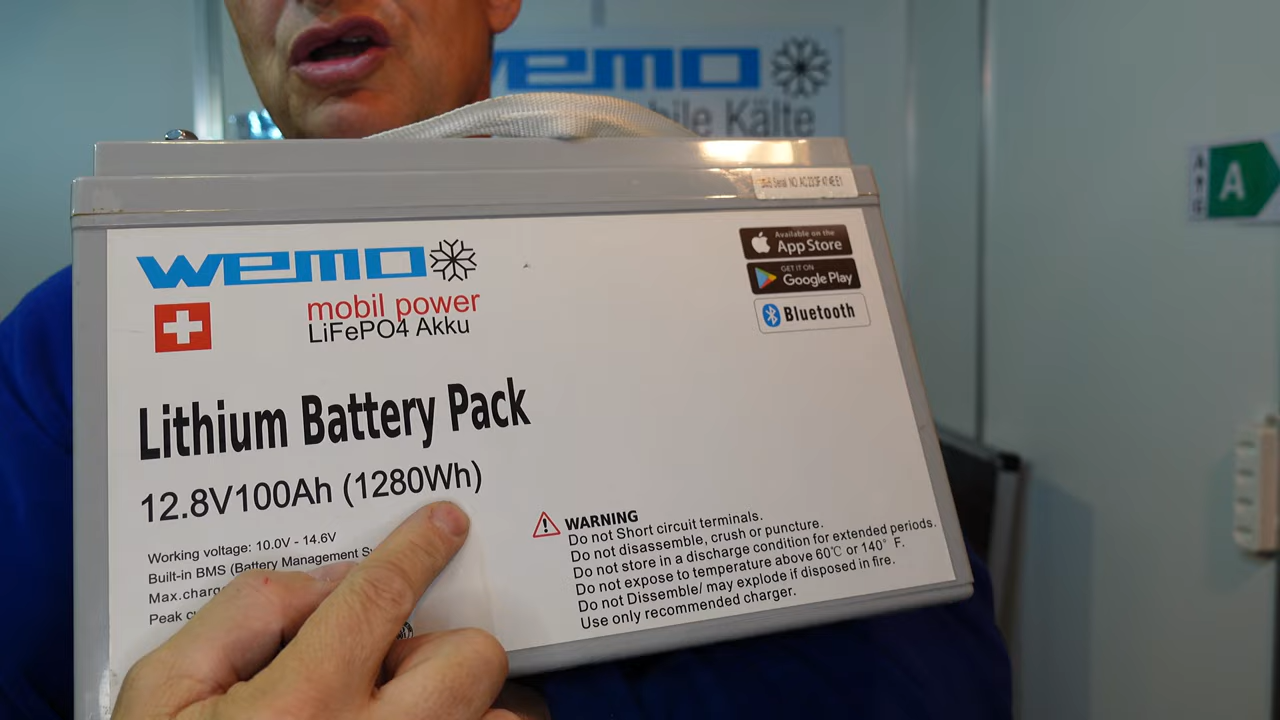 wemo
mobile Kälte
A
G
A
Available on the
App Store
GET IT ON
Google Play
Bluetooth
wemo
mobil power
LiFePO4 Akku
Lithium Battery Pack
12.8V100Ah (1280Wh)
Working voltage: 10.0V - 14.6V
Built-in BMS (Battery Management
Peak
WARNING
Do not Short circuit terminals.
Do not disassemble, crush or puncture.
Do not store in a discharge condition for extended periods.
Do not expose to temperature above 60℃ or 140° F.
Do not Dissemble/ may explode if disposed in fire.
Use only recommended charger.